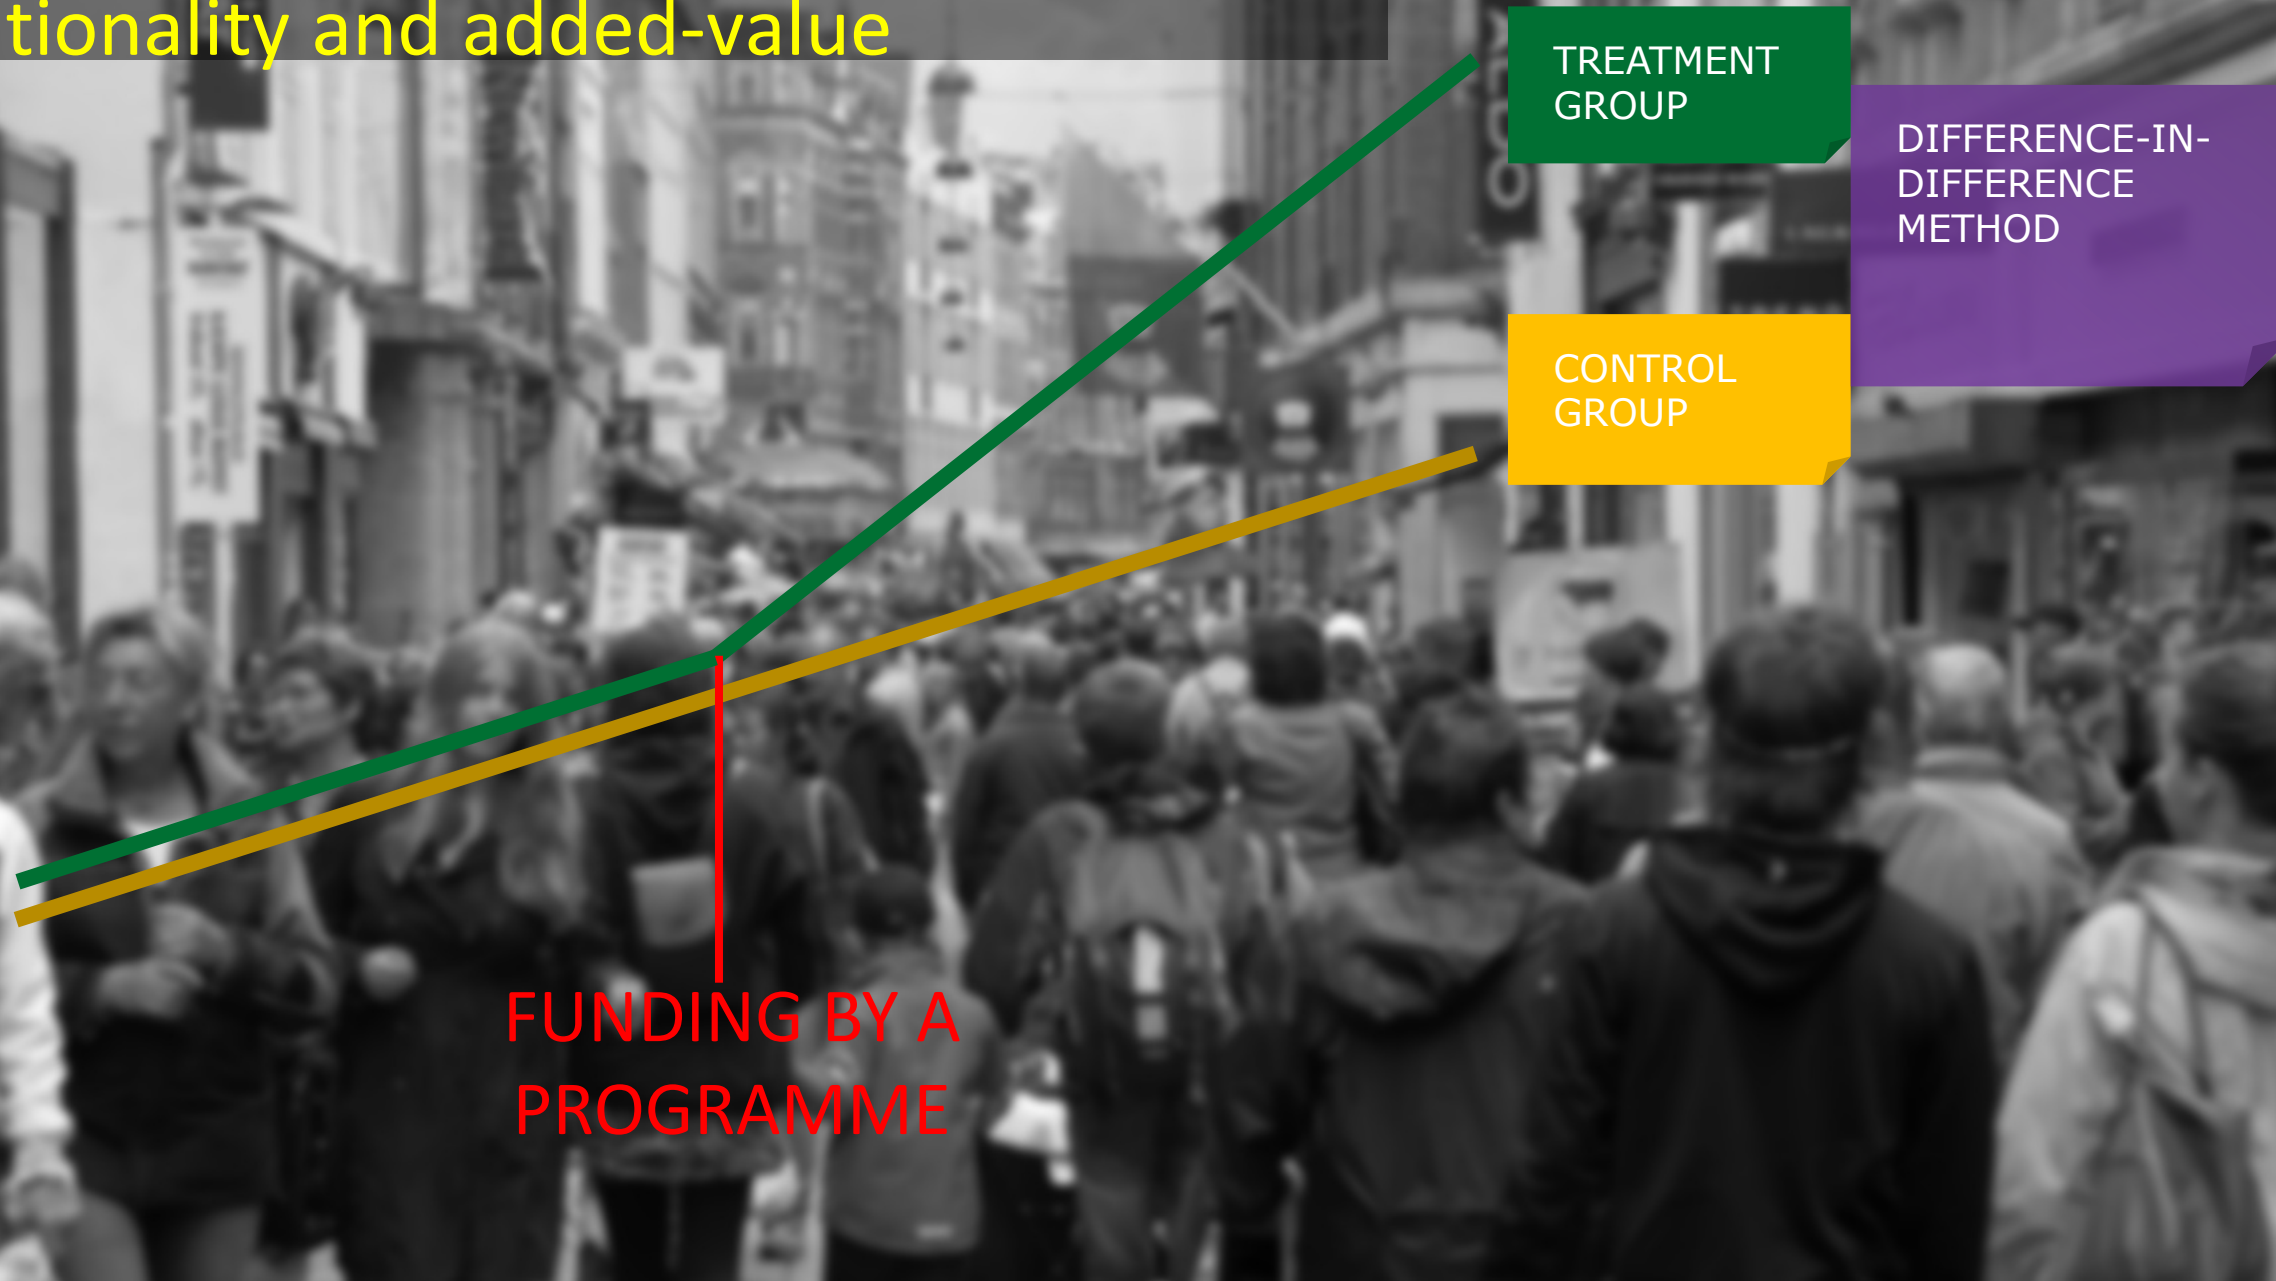 tionality and added-value
TREATMENT
GROUP
DIFFERENCE-IN-
DIFFERENCE
METHOD
CONTROL
GROUP
FUNDING BY A
PROGRAMME